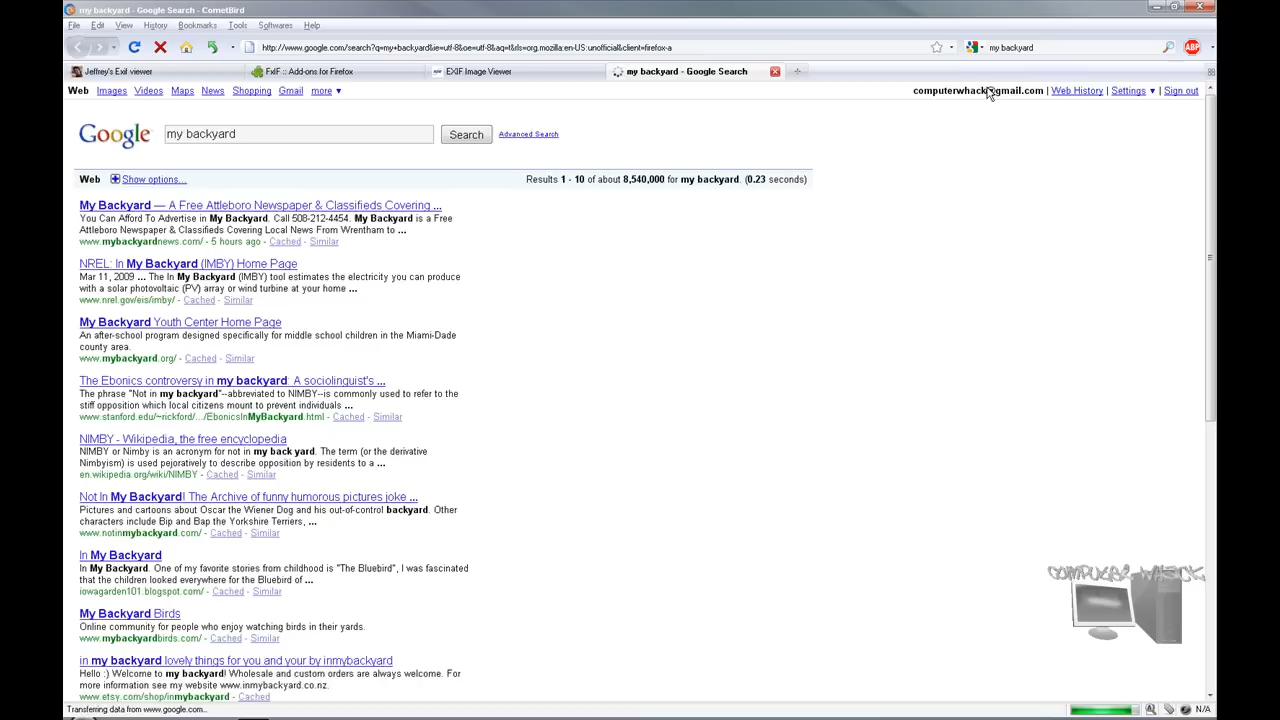 my backyard - Google Search - CometBird
File Edit View History Bookmarks Tools Softwares Help
http://www.google.com/search?q=my+backyard&ie=utf-8&oe=utf-8&aq=t&rls=org.mozilla:en-US:unofficial&client=firefox-a
my backyard
ABP
Jeffrey's Exif viewer
FxIF :: Add-ons for Firefox
EXIF Image Viewer
my backyard - Google Search
Web Images Videos Maps News Shopping Gmail more ▼
computerwhack@gmail.com | Web History | Settings ▼ | Sign out
Google
my backyard
Search
Advanced Search
Web Show options...
Results 1 - 10 of about 8,540,000 for my backyard. (0.23 seconds)
My Backyard — A Free Attleboro Newspaper & Classifieds Covering ...
You Can Afford To Advertise in My Backyard. Call 508-212-4454. My Backyard is a Free
Attleboro Newspaper & Classifieds Covering Local News From Wrentham to ...
www.mybackyardnews.com/ - 5 hours ago - Cached - Similar
NREL: In My Backyard (IMBY) Home Page
Mar 11, 2009 ... The In My Backyard (IMBY) tool estimates the electricity you can produce
with a solar photovoltaic (PV) array or wind turbine at your home ...
www.nrel.gov/eis/imby/ - Cached - Similar
My Backyard Youth Center Home Page
An after-school program designed specifically for middle school children in the Miami-Dade
county area.
www.mybackyard.org/ - Cached - Similar
The Ebonics controversy in my backyard: A sociolinguist's ...
The phrase "Not in my backyard"--abbreviated to NIMBY--is commonly used to refer to the
stiff opposition which local citizens mount to prevent individuals ...
www.stanford.edu/~rickford/.../EbonicsInMyBackyard.html - Cached - Similar
NIMBY - Wikipedia, the free encyclopedia
NIMBY or Nimby is an acronym for not in my back yard. The term (or the derivative
Nimbyism) is used pejoratively to describe opposition by residents to a ...
en.wikipedia.org/wiki/NIMBY - Cached - Similar
Not In My Backyard! The Archive of funny humorous pictures joke ...
Pictures and cartoons about Oscar the Wiener Dog and his out-of-control backyard. Other
characters include Bip and Bap the Yorkshire Terriers, ...
www.notinmybackyard.com/ - Cached - Similar
In My Backyard
In My Backyard. One of my favorite stories from childhood is "The Bluebird", I was fascinated
that the children looked everywhere for the Bluebird of ...
iowagarden101.blogspot.com/ - Cached - Similar
My Backyard Birds
Online community for people who enjoy watching birds in their yards.
www.mybackyardbirds.com/ - Cached - Similar
in my backyard lovely things for you and your by inmybackyard
Hello :) Welcome to my backyard! Wholesale and custom orders are always welcome. For
more information see my website www.inmybackyard.co.nz.
www.etsy.com/shop/inmybackyard - Cached
COMPUTER WHACK
Transferring data from www.google.com...
N/A